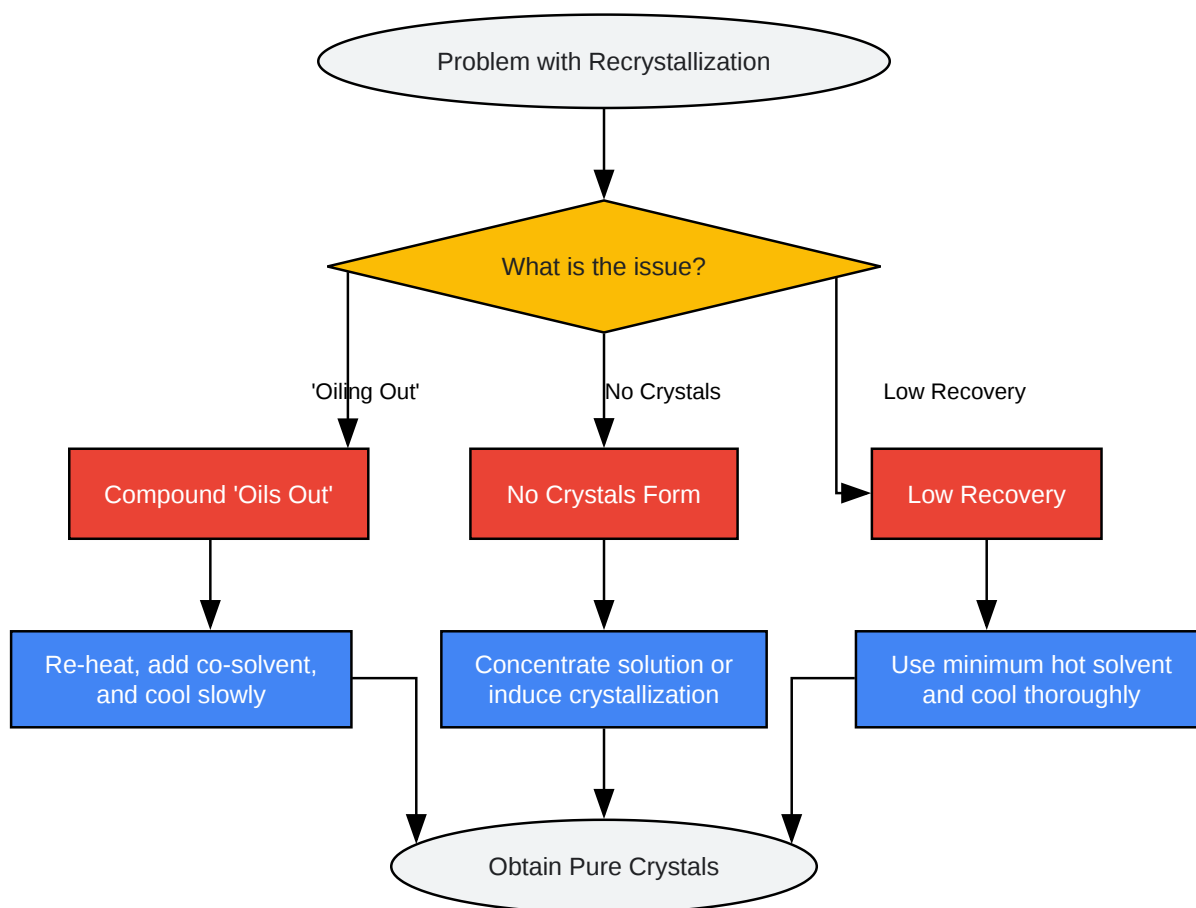 Problem with Recrystallization
What is the issue?
'Oiling Out'
No Crystals
Low Recovery
Compound 'Oils Out'
No Crystals Form
Low Recovery
Re-heat, add co-solvent,
and cool slowly
Concentrate solution or
induce crystallization
Use minimum hot solvent
and cool thoroughly
Obtain Pure Crystals